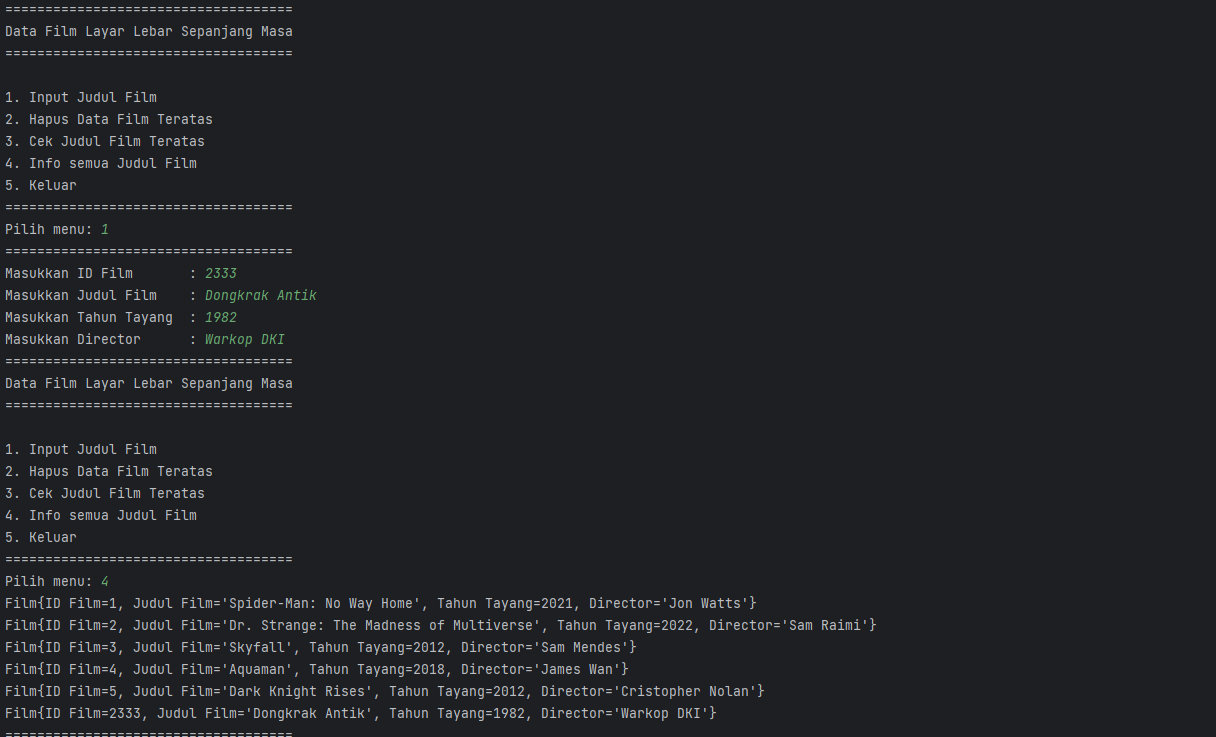 ====================================
Data Film Layar Lebar Sepanjang Masa
====================================
1. Input Judul Film
2. Hapus Data Film Teratas
3. Cek Judul Film Teratas
4. Info semua Judul Film
5. Keluar
====================================
Pilih menu: 1
====================================
Masukkan ID Film       : 2333
Masukkan Judul Film    : Dongkrak Antik
Masukkan Tahun Tayang  : 1982
Masukkan Director      : Warkop DKI
====================================
Data Film Layar Lebar Sepanjang Masa
====================================
1. Input Judul Film
2. Hapus Data Film Teratas
3. Cek Judul Film Teratas
4. Info semua Judul Film
5. Keluar
====================================
Pilih menu: 4
Film{ID Film=1, Judul Film='Spider-Man: No Way Home', Tahun Tayang=2021, Director='Jon Watts'}
Film{ID Film=2, Judul Film='Dr. Strange: The Madness of Multiverse', Tahun Tayang=2022, Director='Sam Raimi'}
Film{ID Film=3, Judul Film='Skyfall', Tahun Tayang=2012, Director='Sam Mendes'}
Film{ID Film=4, Judul Film='Aquaman', Tahun Tayang=2018, Director='James Wan'}
Film{ID Film=5, Judul Film='Dark Knight Rises', Tahun Tayang=2012, Director='Cristopher Nolan'}
Film{ID Film=2333, Judul Film='Dongkrak Antik', Tahun Tayang=1982, Director='Warkop DKI'}
====================================